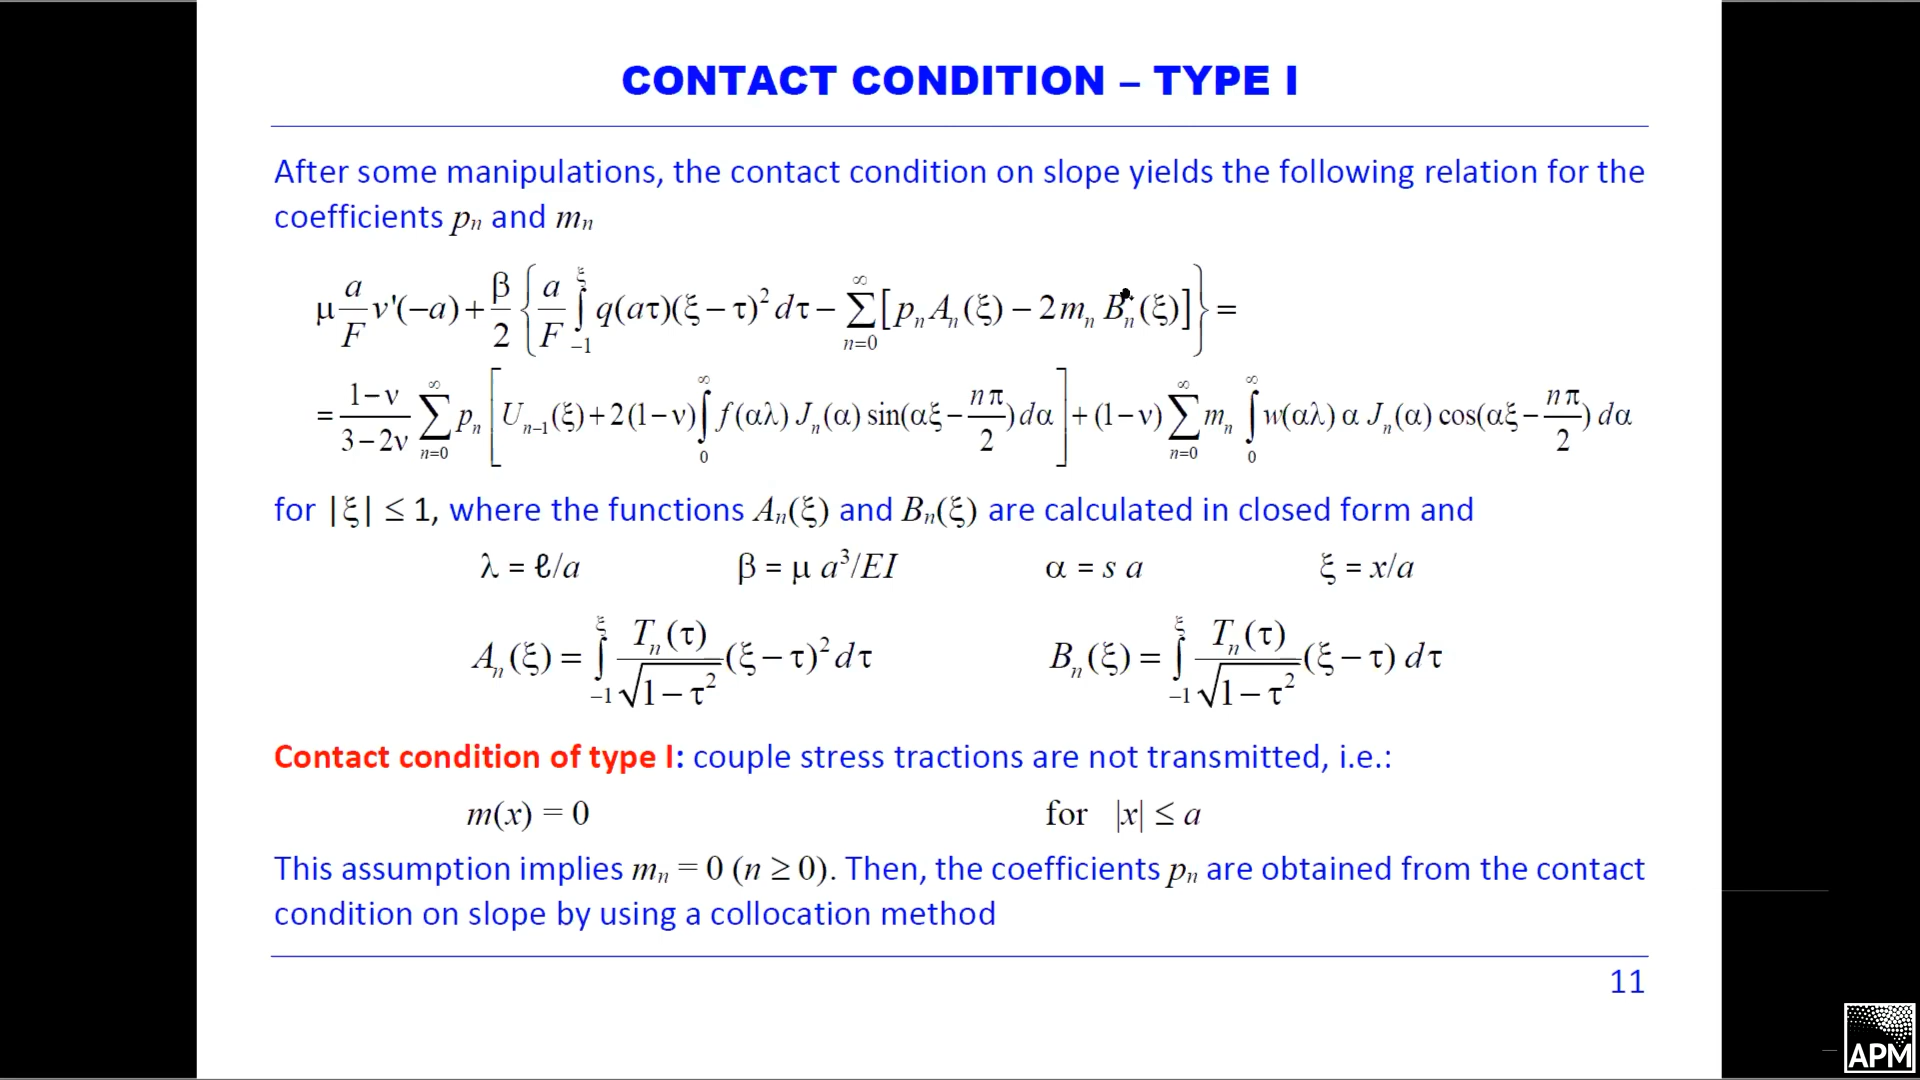 CONTACT CONDITION – TYPE I
After some manipulations, the contact condition on slope yields the following relation for the
coefficients pₙ and mₙ
μ a/F v'(−a) + β/2 { a/F ∫_{−1}^{ξ} q(aτ)(ξ − τ)² dτ − ∑_{n=0}^{∞} [pₙ Aₙ(ξ) − 2mₙ Bₙ(ξ)] } =
= (1−ν)/(3−2ν) ∑_{n=0}^{∞} pₙ [ Uₙ₋₁(ξ) + 2(1−ν) ∫_{0}^{∞} f(αλ) Jₙ(α) sin(αξ − nπ/2) dα ] + (1−ν) ∑_{n=0}^{∞} mₙ ∫_{0}^{∞} w(αλ) α Jₙ(α) cos(αξ − nπ/2) dα
for |ξ| ≤ 1, where the functions Aₙ(ξ) and Bₙ(ξ) are calculated in closed form and
λ = ℓ/a β = μ a³/EI α = s a ξ = x/a
Aₙ(ξ) = ∫_{−1}^{ξ} Tₙ(τ)/√(1−τ²) (ξ − τ)² dτ Bₙ(ξ) = ∫_{−1}^{ξ} Tₙ(τ)/√(1−τ²) (ξ − τ) dτ
Contact condition of type I: couple stress tractions are not transmitted, i.e.:
m(x) = 0 for |x| ≤ a
This assumption implies mₙ = 0 (n ≥ 0). Then, the coefficients pₙ are obtained from the contact
condition on slope by using a collocation method
11
APM